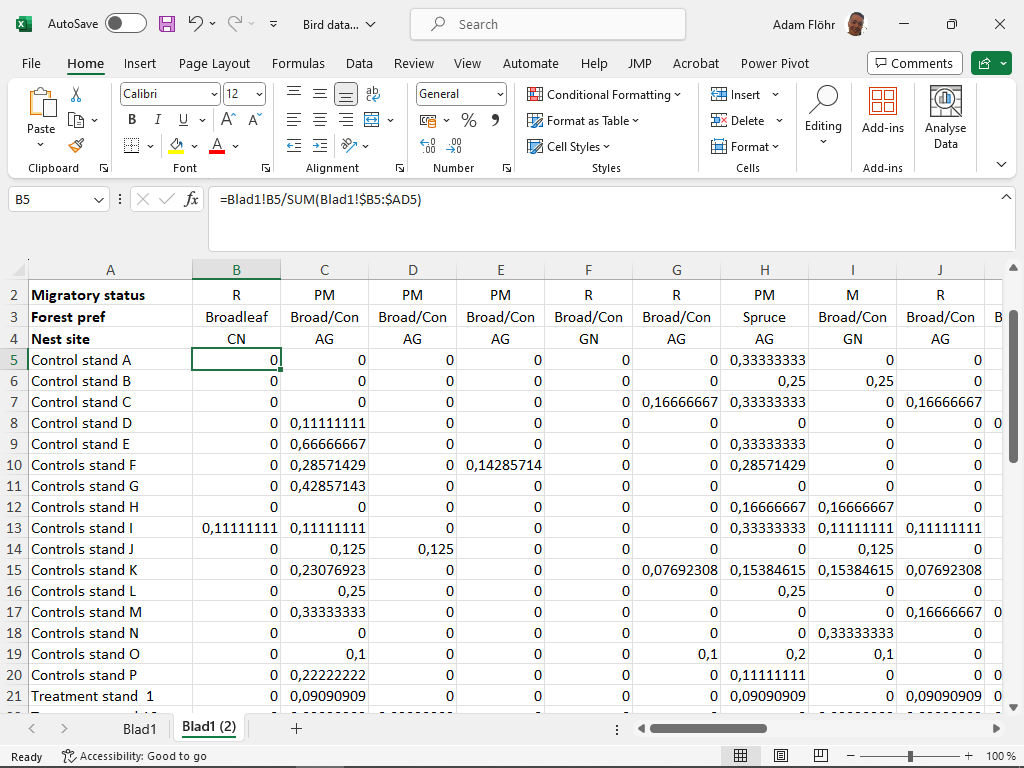 AutoSave Bird data... Search Adam Flöhr
File Home Insert Page Layout Formulas Data Review View Automate Help JMP Acrobat Power Pivot Comments
Paste Calibri 12 General Conditional Formatting Insert Editing Add-ins Analyse Data
B I U A A ab c % Format as Table Delete
A Cell Styles Format
Clipboard Font Alignment Number Styles Cells Add-ins
B5 fx =Blad1!B5/SUM(Blad1!$B5:$AD5)
A B C D E F G H I J
2 Migratory status R PM PM PM R R PM M R
3 Forest pref Broadleaf Broad/Con Broad/Con Broad/Con Broad/Con Broad/Con Spruce Broad/Con Broad/Con B
4 Nest site CN AG AG AG GN AG AG GN AG
5 Control stand A 0 0 0 0 0 0 0,33333333 0 0
6 Control stand B 0 0 0 0 0 0 0,25 0,25 0
7 Control stand C 0 0 0 0 0 0,16666667 0,33333333 0 0,16666667
8 Control stand D 0 0,11111111 0 0 0 0 0 0 0 0
9 Control stand E 0 0,66666667 0 0 0 0 0,33333333 0 0
10 Controls stand F 0 0,28571429 0 0,14285714 0 0 0,28571429 0 0
11 Controls stand G 0 0,42857143 0 0 0 0 0 0 0
12 Controls stand H 0 0 0 0 0 0 0,16666667 0,16666667 0
13 Controls stand I 0,11111111 0,11111111 0 0 0 0 0,33333333 0,11111111 0,11111111
14 Controls stand J 0 0,125 0,125 0 0 0 0 0,125 0
15 Controls stand K 0 0,23076923 0 0 0 0,07692308 0,15384615 0,15384615 0,07692308
16 Controls stand L 0 0,25 0 0 0 0 0,25 0 0
17 Controls stand M 0 0,33333333 0 0 0 0 0 0 0,16666667 0
18 Controls stand N 0 0 0 0 0 0 0 0,33333333 0
19 Controls stand O 0 0,1 0 0 0 0,1 0,2 0,1 0
20 Controls stand P 0 0,22222222 0 0 0 0 0,11111111 0 0 0
21 Treatment stand 1 0 0,09090909 0 0 0 0 0,09090909 0 0,09090909 0
Blad1 Blad1 (2)
Ready Accessibility: Good to go 100 %